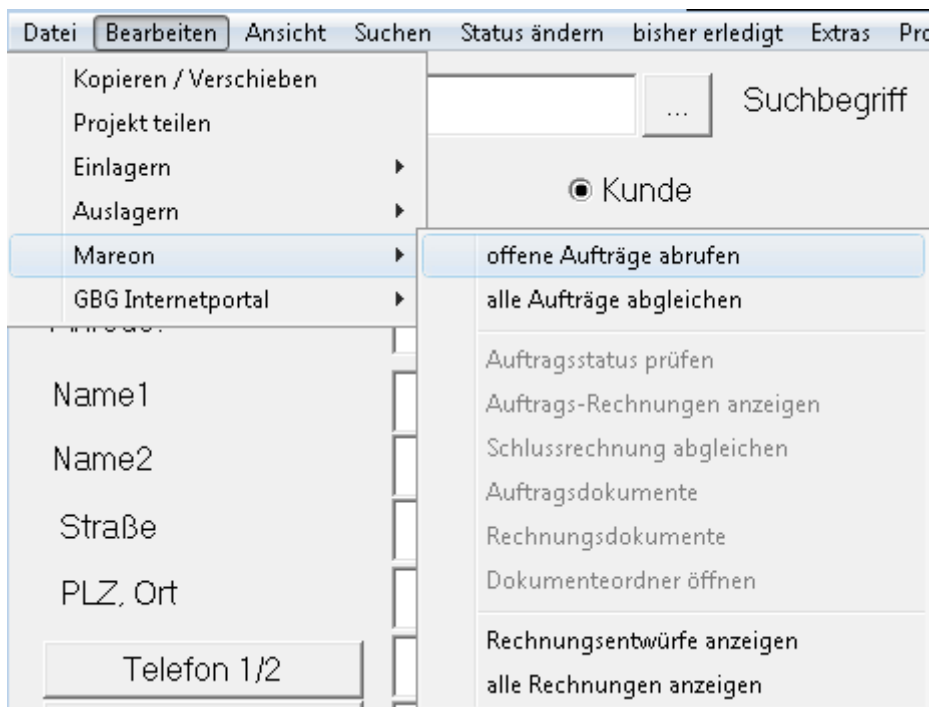 Datei Bearbeiten Ansicht Suchen Status ändern bisher erledigt Extras
Kopieren / Verschieben
Projekt teilen
Einlagern
Auslagern
Mareon
GBG Internetportal
... Suchbegriff
Kunde
offene Aufträge abrufen
alle Aufträge abgleichen
Auftragsstatus prüfen
Auftrags-Rechnungen anzeigen
Schlussrechnung abgleichen
Auftragsdokumente
Rechnungsdokumente
Dokumenteordner öffnen
Rechnungsentwürfe anzeigen
alle Rechnungen anzeigen
Name1
Name2
Straße
PLZ, Ort
Telefon 1/2